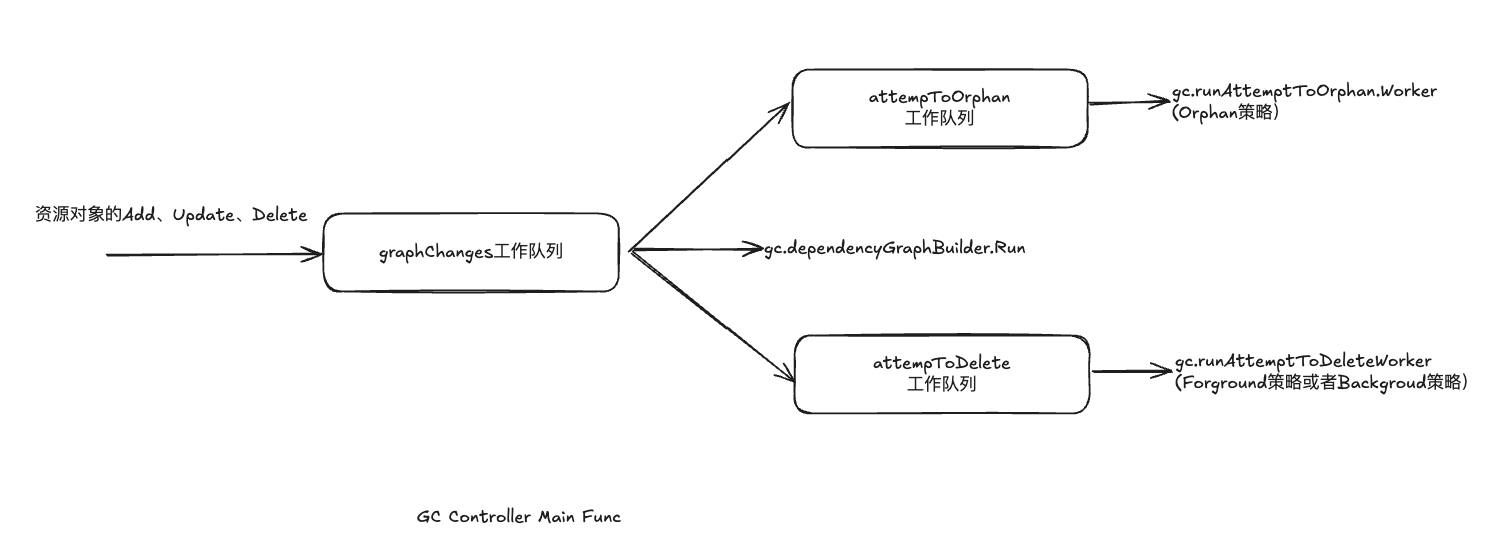 attempToOrphan
工作队列
gc.runAttemptToOrphan.Worker
(Orphan策略)
资源对象的Add、Update、Delete
graphChanges工作队列
gc.dependencyGraphBuilder.Run
attempToDelete
工作队列
gc.runAttemptToDeleteWorker
(Forground策略或者Backgroud策略)
GC Controller Main Func